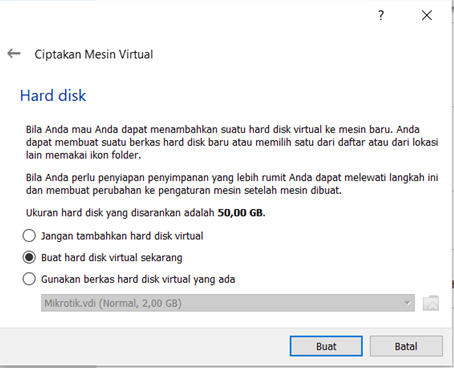 ?
Ciptakan Mesin Virtual
Hard disk
Bila Anda mau Anda dapat menambahkan suatu hard disk virtual ke mesin baru. Anda
dapat membuat suatu berkas hard disk baru atau memilih satu dari daftar atau dari lokasi
lain memakai ikon folder.
Bila Anda perlu penyiapan penyimpanan yang lebih rumit Anda dapat melewati langkah ini
dan membuat perubahan ke pengaturan mesin setelah mesin dibuat.
Ukuran hard disk yang disarankan adalah 50,00 GB.
Jangan tambahkan hard disk virtual
Buat hard disk virtual sekarang
Gunakan berkas hard disk virtual yang ada
Mikrotik.vdi (Normal, 2,00 GB)
Buat Batal